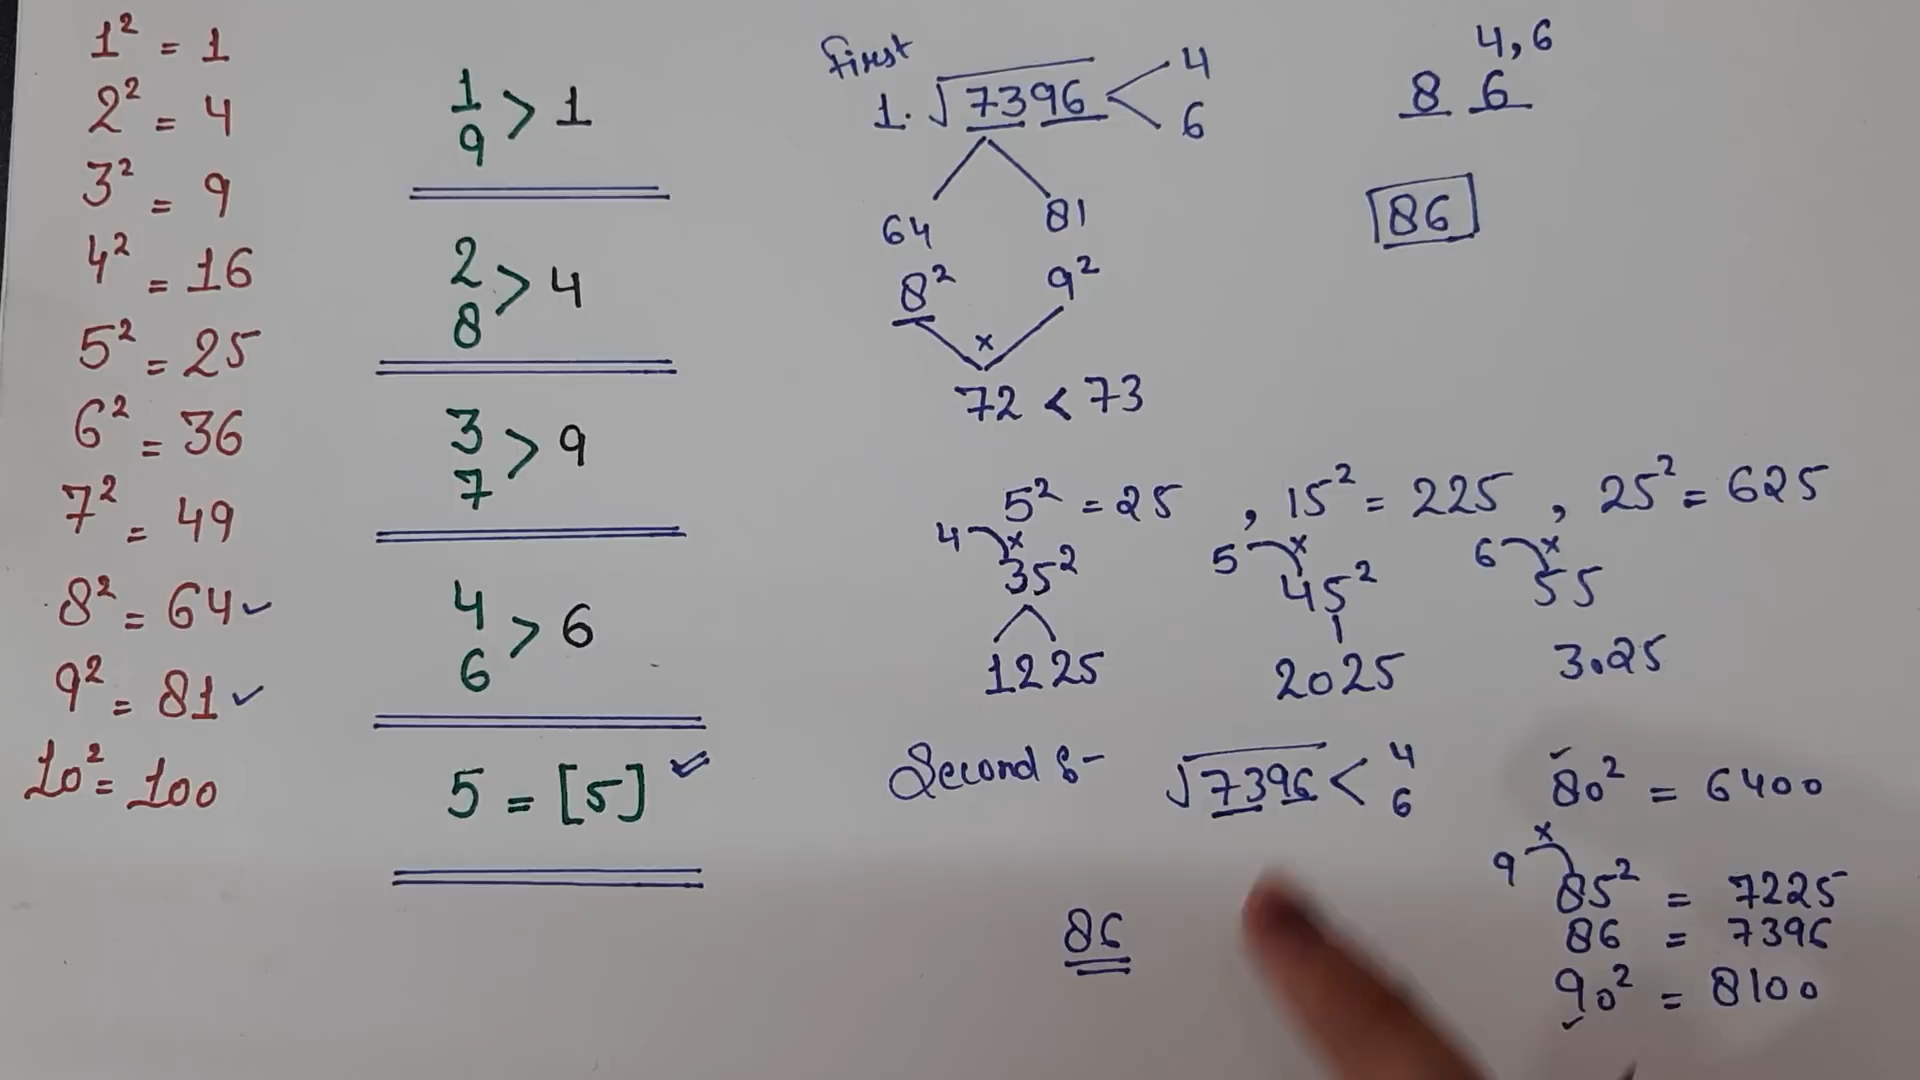 1² = 1
2² = 4
3² = 9
4² = 16
5² = 25
6² = 36
7² = 49
8² = 64 ✓
9² = 81 ✓
10² = 100
1
9 > 1
2
8 > 4
3
7 > 9
4
6 > 6
5 = [5] ✓
First
1. √7396 < 4
6
64 81
8² 9²
×
72 < 73
4, 6
8 6
86
5² = 25 , 15² = 225 , 25² = 625
4 × 35² 5 × 45² 6 × 55
1225 2025 3025
Second :- √7396 < 4
6
86
80² = 6400
9 × 85² = 7225
86 = 7396
90² = 8100